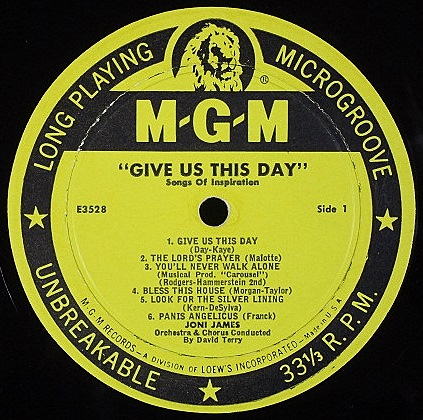 LONG PLAYING
MICROGROOVE
®
M-G-M
"GIVE US THIS DAY"
Songs Of Inspiration
E3528
Side 1
1. GIVE US THIS DAY
(Day-Kaye)
2. THE LORD'S PRAYER (Malotte)
3. YOU'LL NEVER WALK ALONE
(Musical Prod. "Carousel")
(Rodgers-Hammerstein 2nd)
4. BLESS THIS HOUSE (Morgan-Taylor)
5. LOOK FOR THE SILVER LINING
(Kern-DeSylva)
6. PANIS ANGELICUS (Franck)
JONI JAMES
Orchestra & Chorus Conducted
By David Terry
M-G-M RECORDS — A DIVISION OF LOEW'S INCORPORATED — Made in U.S.A.
UNBREAKABLE
33⅓ R.P.M.